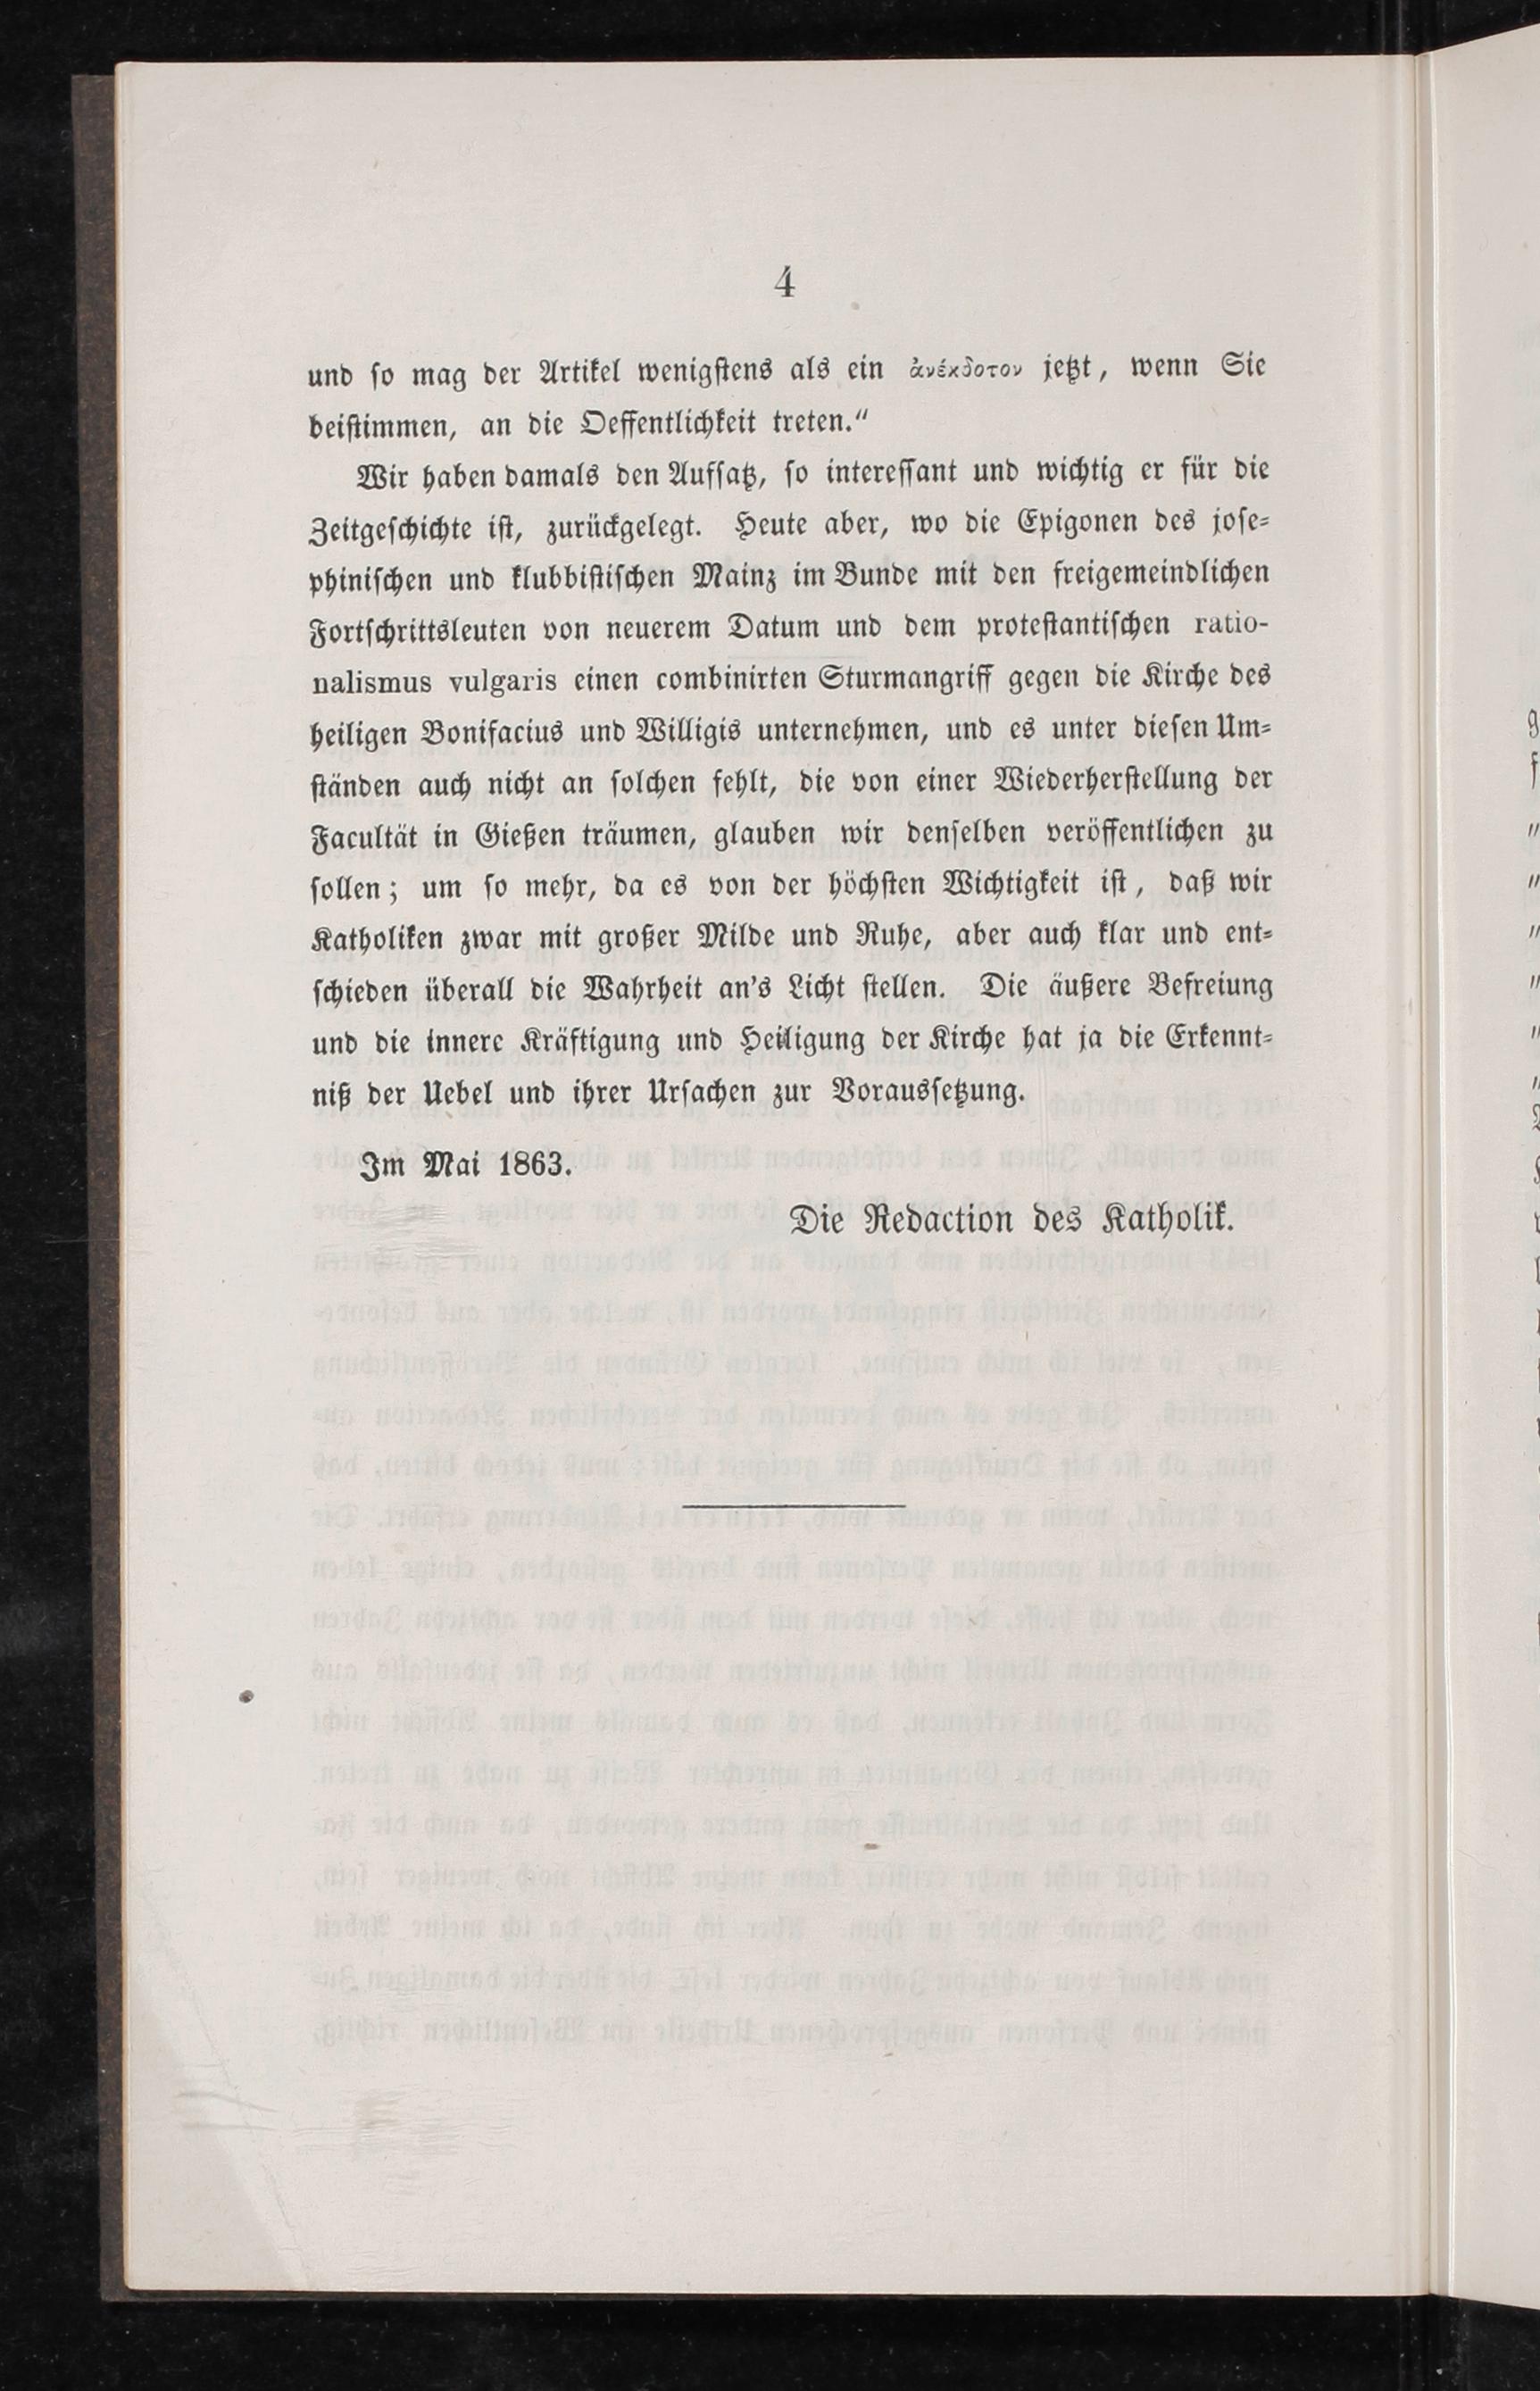 4
und so mag der Artikel wenigstens als ein ἀνέκδοτον jetzt, wenn Sie
beistimmen, an die Oeffentlichkeit treten.“
Wir haben damals den Aufsatz, so interessant und wichtig er für die
Zeitgeschichte ist, zurückgelegt. Heute aber, wo die Epigonen des jose-
phinischen und klubbistischen Mainz im Bunde mit den freigemeindlichen
Fortschrittsleuten von neuerem Datum und dem protestantischen ratio-
nalismus vulgaris einen combinirten Sturmangriff gegen die Kirche des
heiligen Bonifacius und Willigis unternehmen, und es unter diesen Um-
ständen auch nicht an solchen fehlt, die von einer Wiederherstellung der
Facultät in Gießen träumen, glauben wir denselben veröffentlichen zu
sollen; um so mehr, da es von der höchsten Wichtigkeit ist, daß wir
Katholiken zwar mit großer Milde und Ruhe, aber auch klar und ent-
schieden überall die Wahrheit an's Licht stellen. Die äußere Befreiung
und die innere Kräftigung und Heiligung der Kirche hat ja die Erkennt-
niß der Uebel und ihrer Ursachen zur Voraussetzung.
Im Mai 1863.
Die Redaction des Katholik.